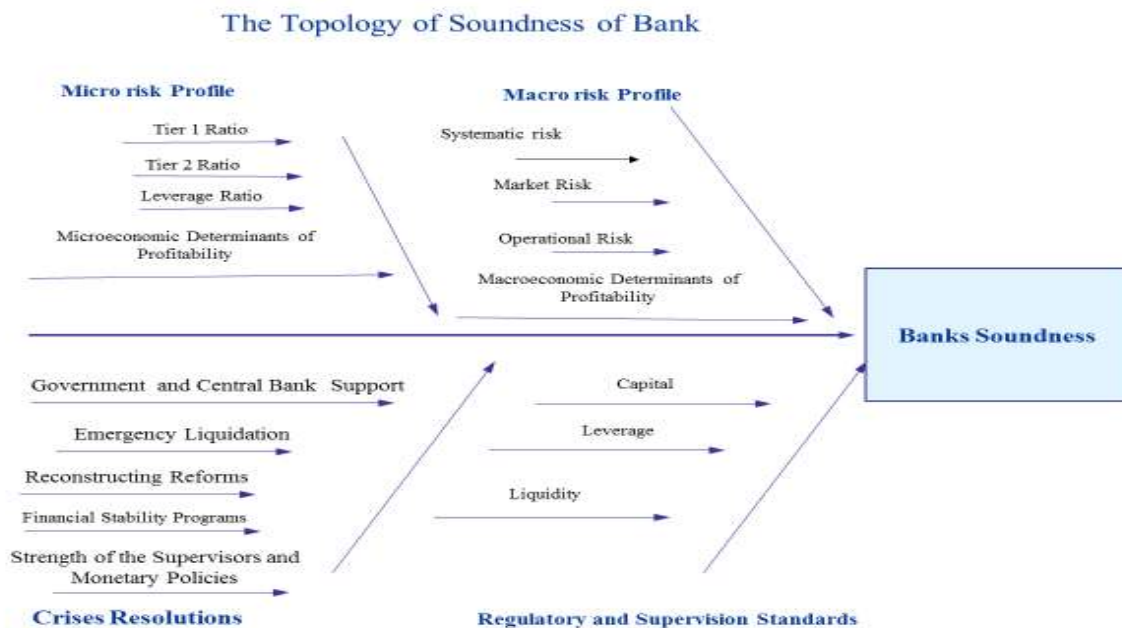 The Topology of Soundness of Bank
Micro risk Profile
Tier 1 Ratio
Tier 2 Ratio
Leverage Ratio
Microeconomic Determinants of
Profitability
Macro risk Profile
Systematic risk
Market Risk
Operational Risk
Macroeconomic Determinants of
Profitability
Banks Soundness
Government and Central Bank Support
Emergency Liquidation
Reconstructing Reforms
Financial Stability Programs
Strength of the Supervisors and
Monetary Policies
Crises Resolutions
Capital
Leverage
Liquidity
Regulatory and Supervision Standards